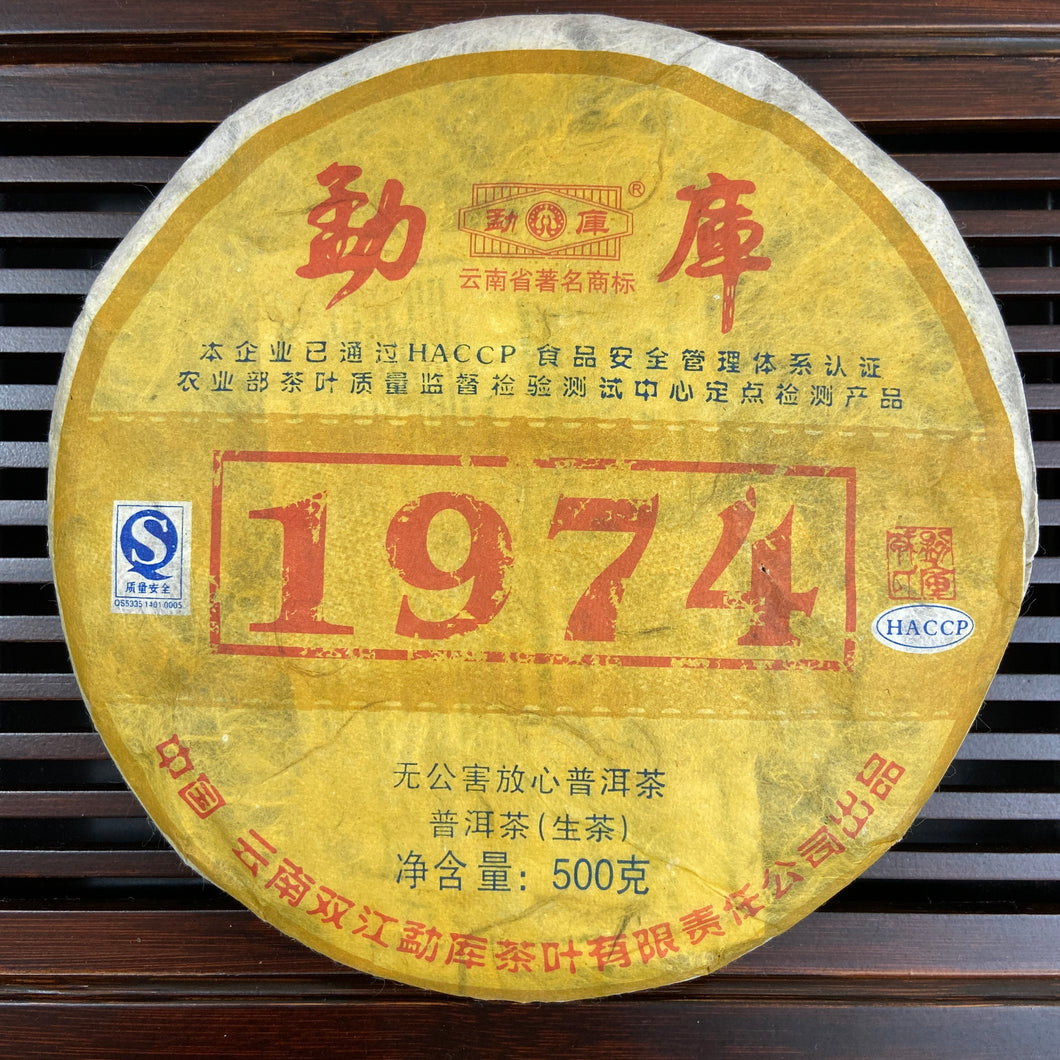 勐 勐 库® 庫
云南省著名商标
本企业已通过HACCP 食品安全管理体系认证
农业部茶叶质量监督检验测试中心定点检测产品
1974
质量安全
QS5335 1401 0005
HACCP
无公害放心普洱茶
普洱茶(生茶)
净含量: 500克
中国 云南双江勐库茶叶有限责任公司出品